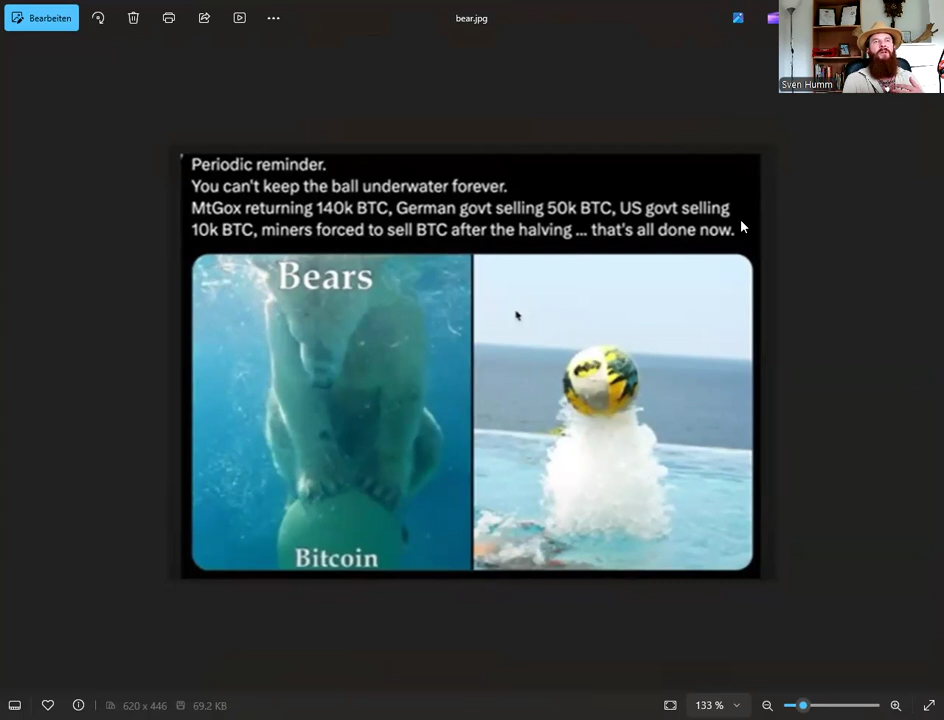 Bearbeiten
bear.jpg
Sven Humm
Periodic reminder.
You can't keep the ball underwater forever.
MtGox returning 140k BTC, German govt selling 50k BTC, US govt selling
10k BTC, miners forced to sell BTC after the halving ... that's all done now.
Bears
Bitcoin
620 x 446
69.2 KB
133 %